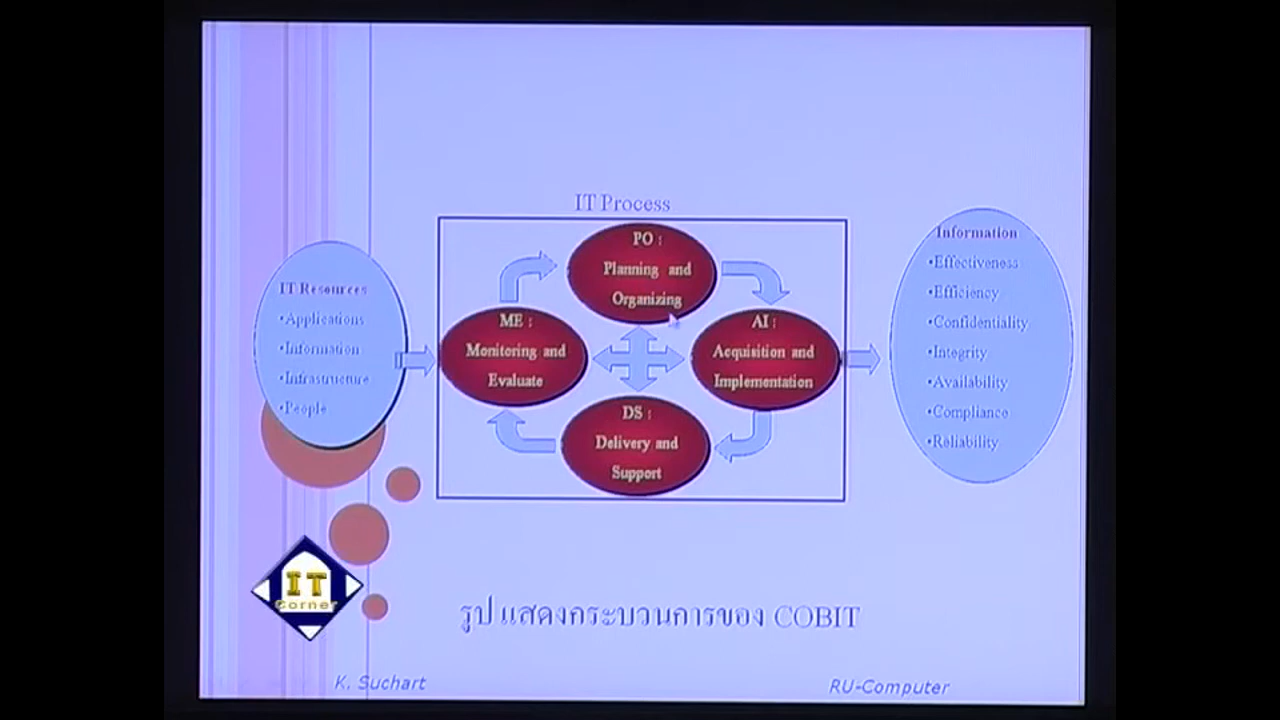 IT Process
IT Resources
•Applications
•Information
•Infrastructure
•People
PO :
Planning and
Organizing
ME :
Monitoring and
Evaluate
AI :
Acquisition and
Implementation
DS :
Delivery and
Support
Information
•Effectiveness
•Efficiency
•Confidentiality
•Integrity
•Availability
•Compliance
•Reliability
IT
Corner
รูป แสดงกระบวนการของ COBIT
K. Suchart
RU-Computer